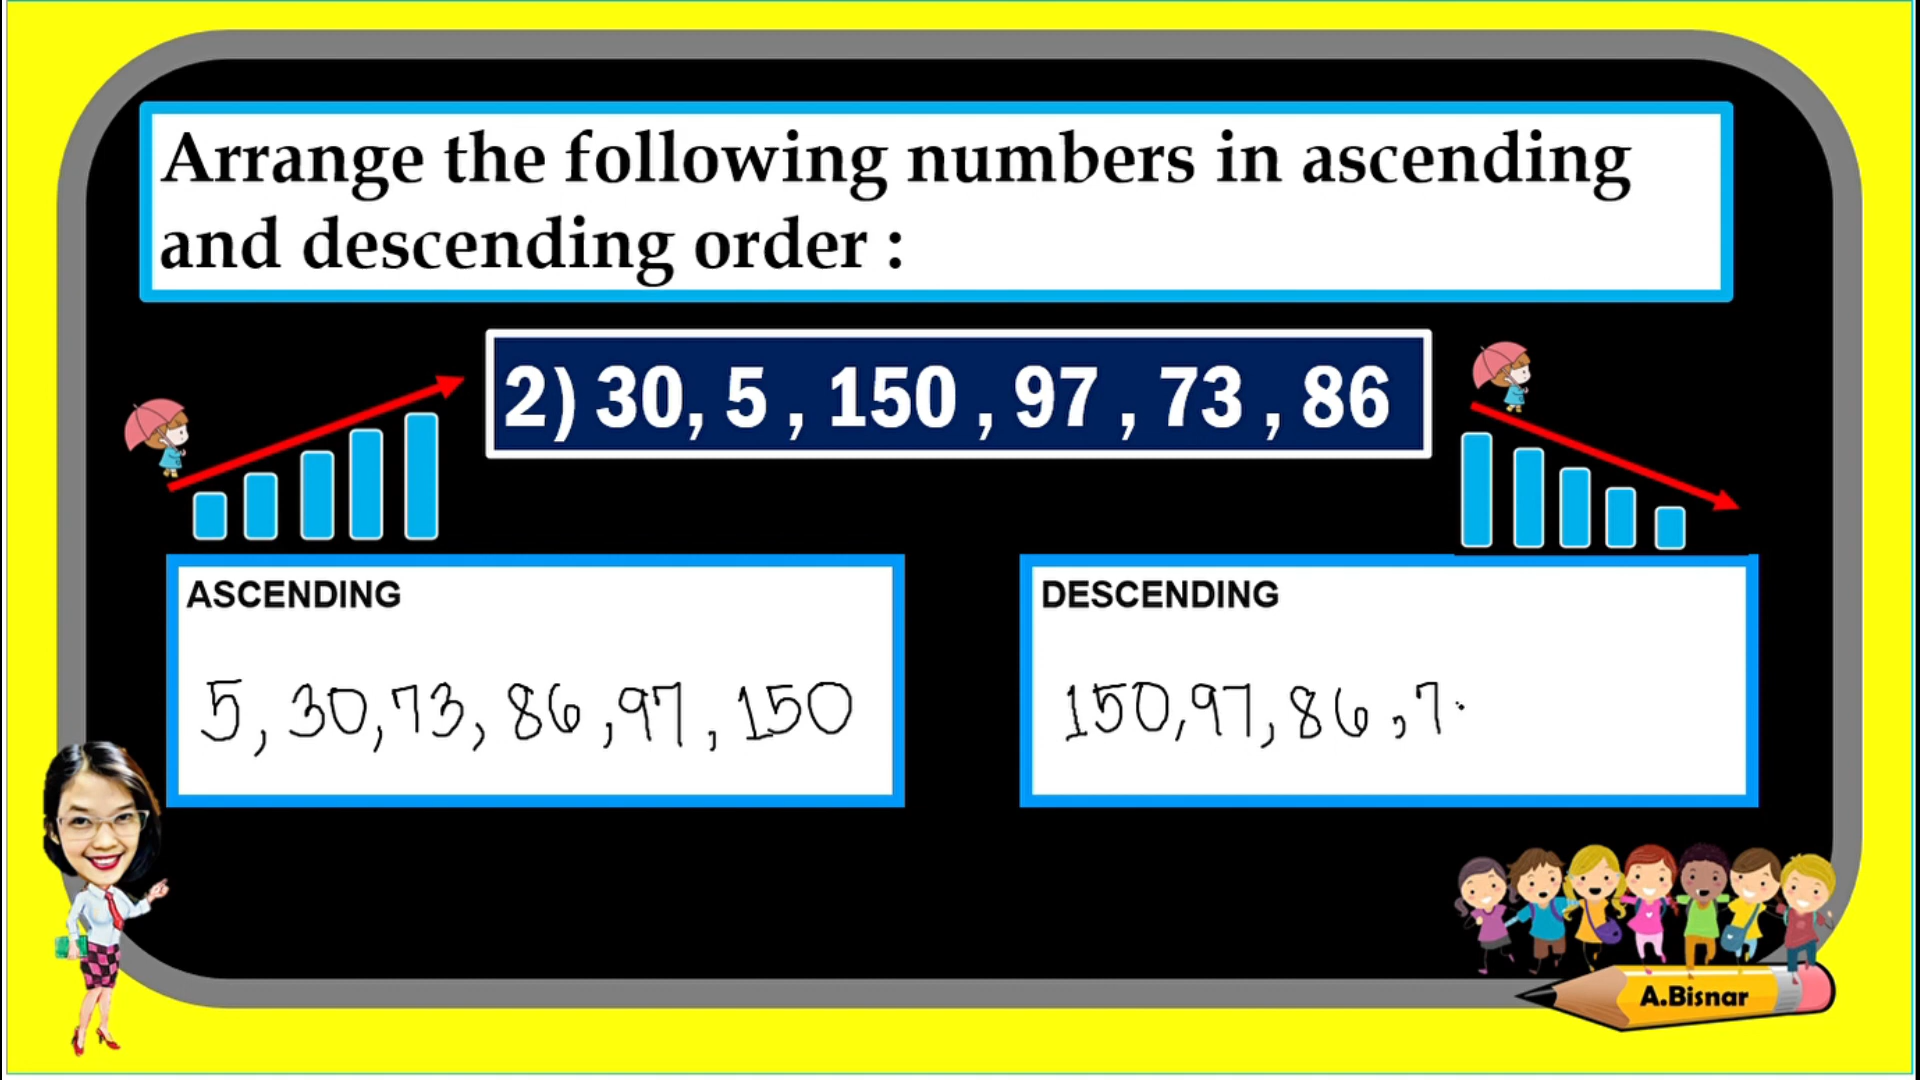 Arrange the following numbers in ascending
and descending order :
2) 30, 5 , 150 , 97 , 73 , 86
ASCENDING
5, 30, 73, 86, 97, 150
DESCENDING
150, 97, 86, 7
A.Bisnar